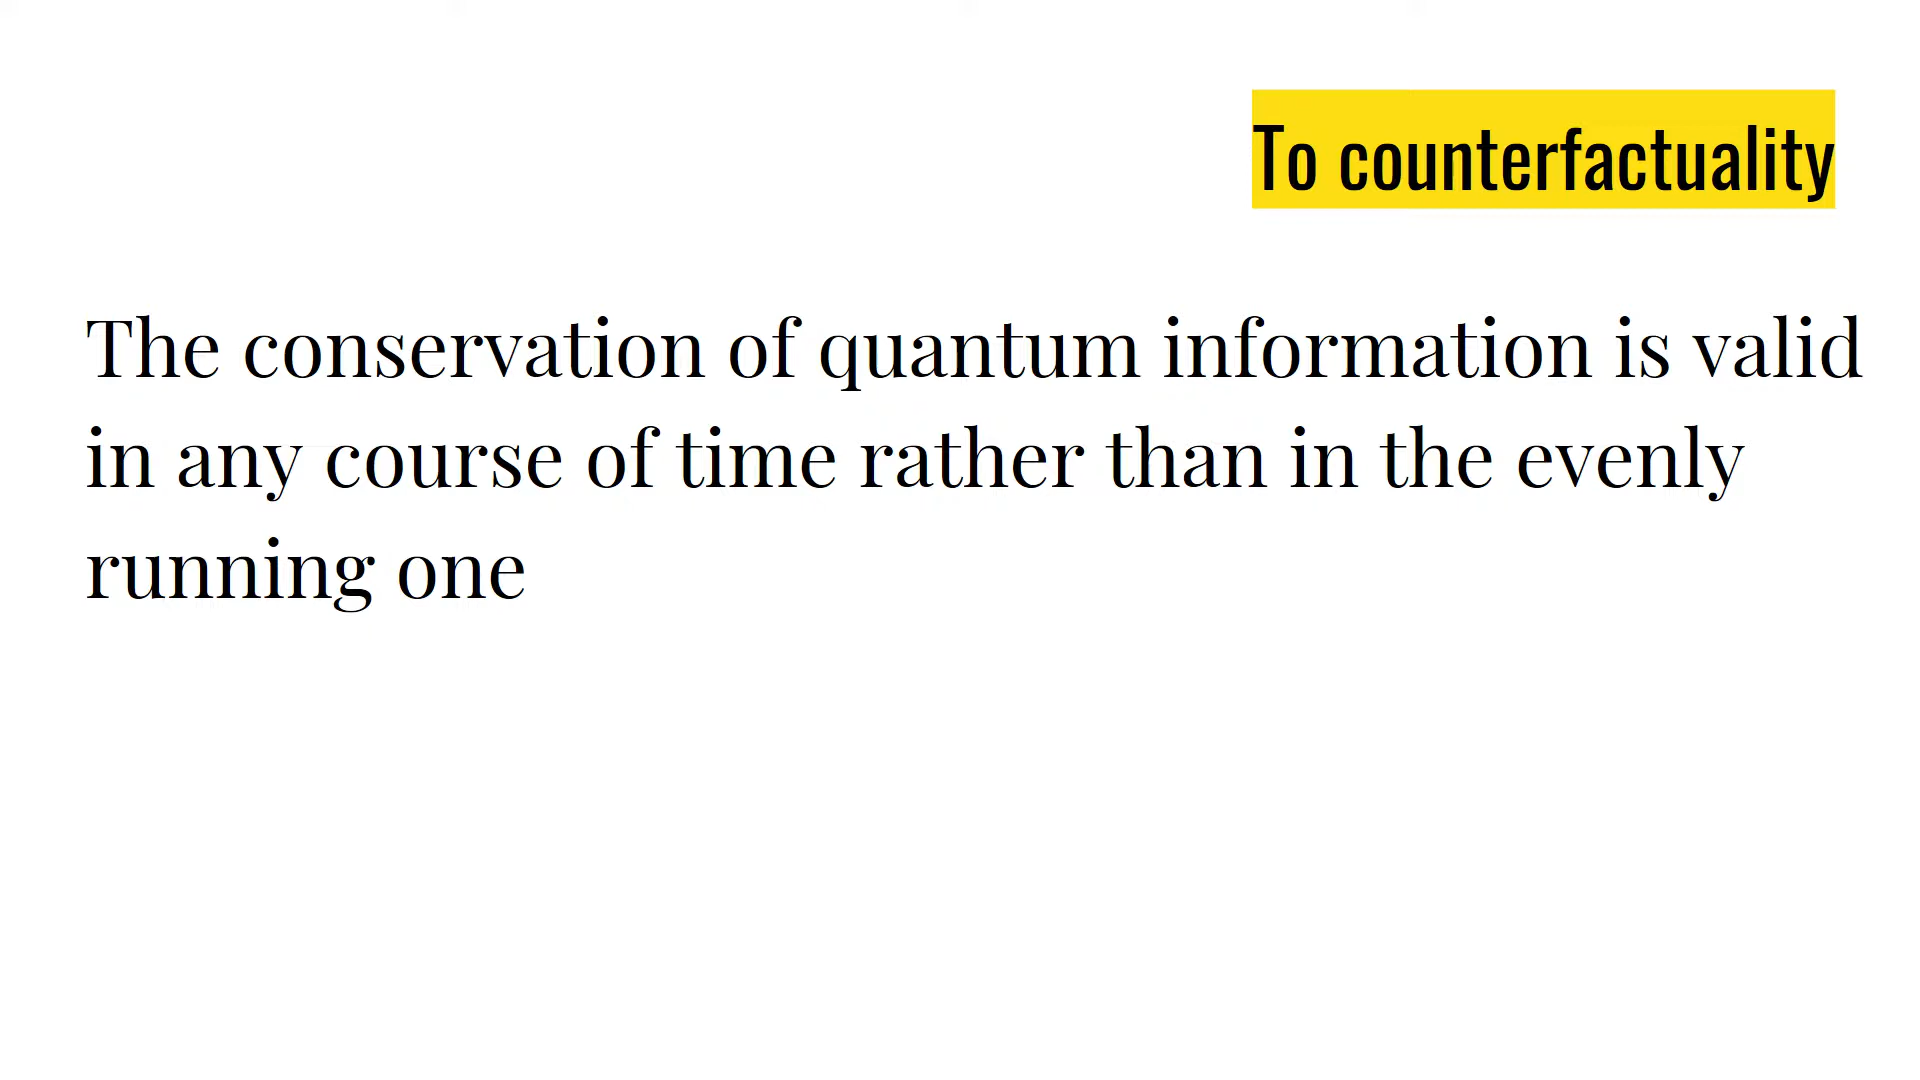 To counterfactuality
The conservation of quantum information is valid
in any course of time rather than in the evenly
running one